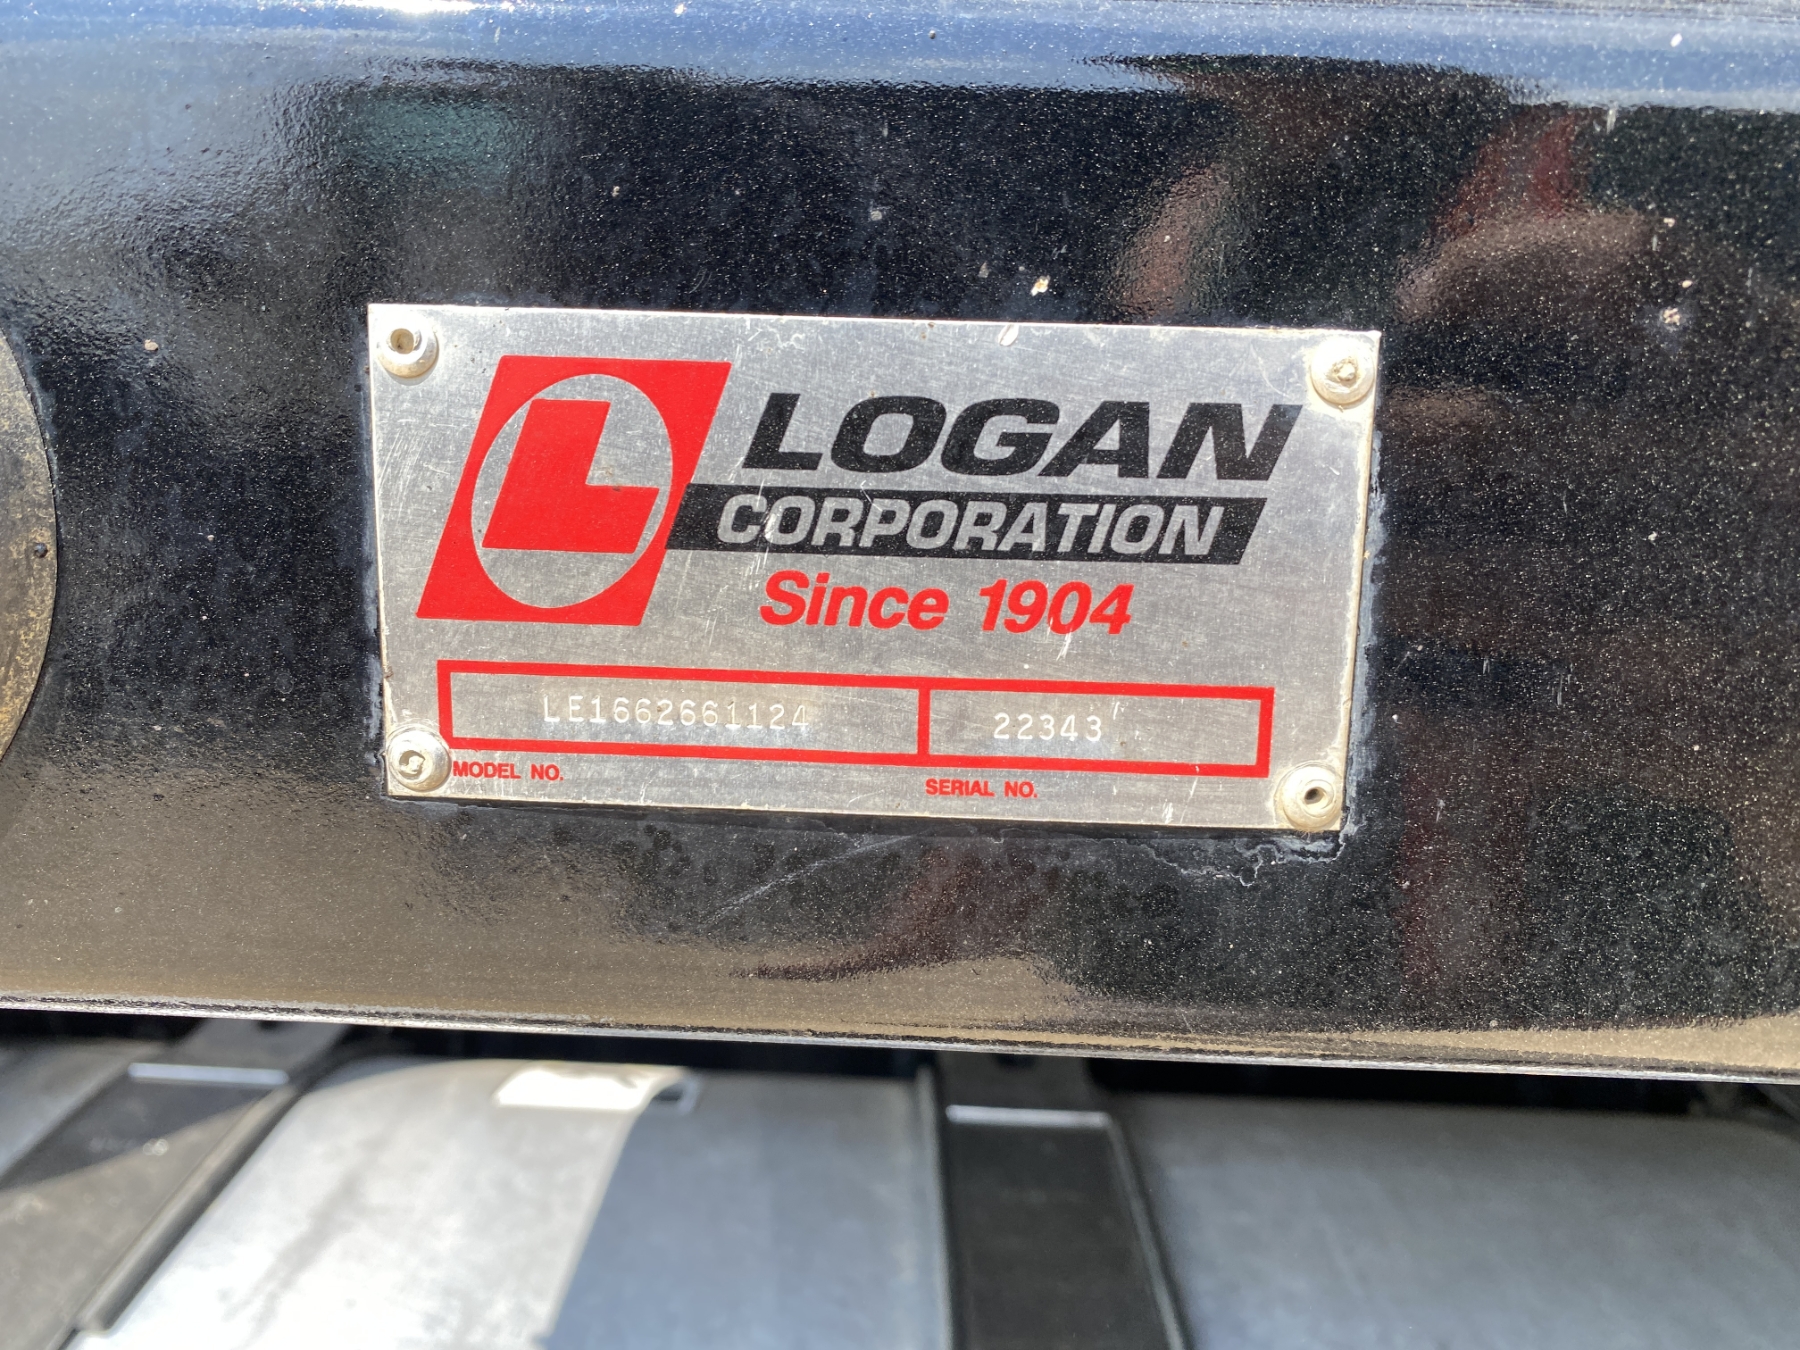 L
LOGAN
CORPORATION
Since 1904
LE1662661124
22343
MODEL NO.
SERIAL NO.